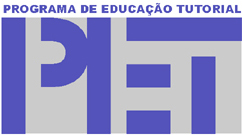 PROGRAMA DE EDUCAÇÃO TUTORIAL
PET